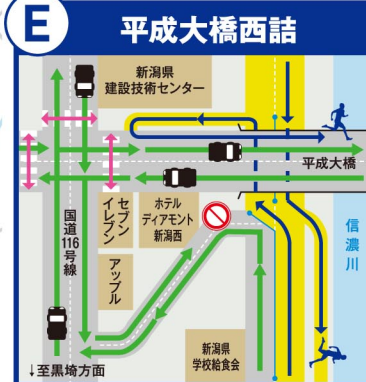 E
平成大橋西詰
新潟県
建設技術センター
平成大橋
国道116号線
セブン
イレブン
ホテル
ディアモント
新潟西
アップル
信濃川
新潟県
学校給食会
↓至黒埼方面